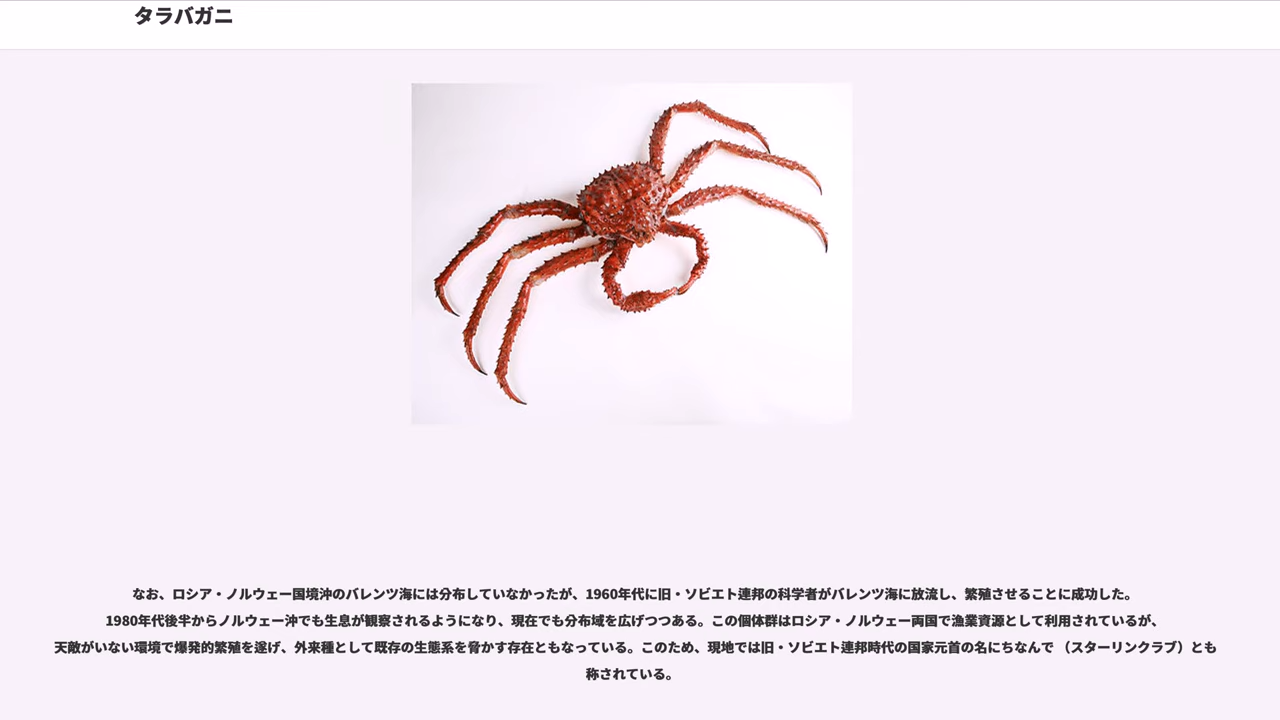 タラバガニ
なお、ロシア・ノルウェー国境沖のバレンツ海には分布していなかったが、1960年代に旧・ソビエト連邦の科学者がバレンツ海に放流し、繁殖させることに成功した。
1980年代後半からノルウェー沖でも生息が観察されるようになり、現在でも分布域を広げつつある。この個体群はロシア・ノルウェー両国で漁業資源として利用されているが、
天敵がいない環境で爆発的繁殖を遂げ、外来種として既存の生態系を脅かす存在ともなっている。このため、現地では旧・ソビエト連邦時代の国家元首の名にちなんで （スターリンクラブ）とも
称されている。